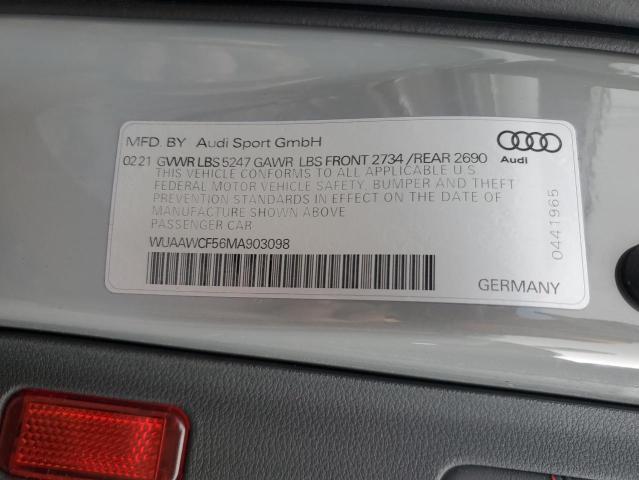 MFD. BY Audi Sport GmbH
02.21 GVWR LBS 5247 GAWR LBS FRONT 2734 /REAR 2690
Audi
THIS VEHICLE CONFORMS TO ALL APPLICABLE U.S.
FEDERAL MOTOR VEHICLE SAFETY, BUMPER AND THEFT
PREVENTION STANDARDS IN EFFECT ON THE DATE OF
MANUFACTURE SHOWN ABOVE
PASSENGER CAR
WUAAWCF56MA903098
0441965
GERMANY